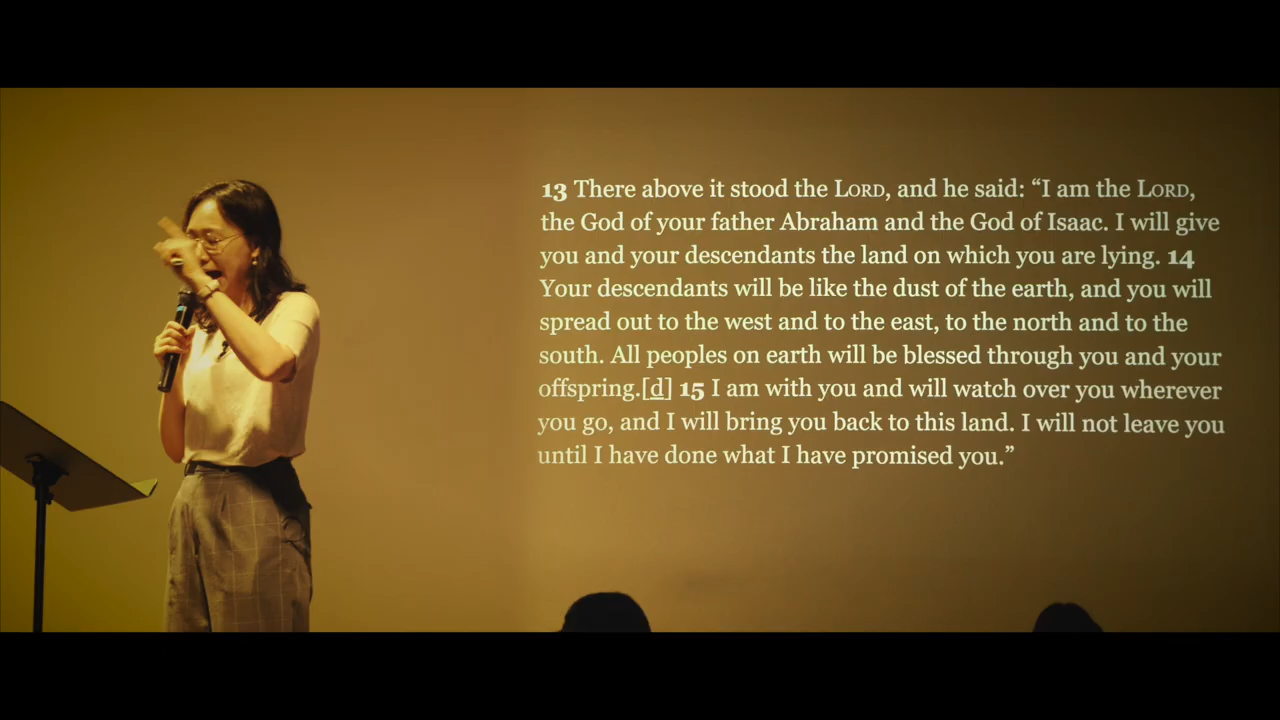 13 There above it stood the LORD, and he said: “I am the LORD,
the God of your father Abraham and the God of Isaac. I will give
you and your descendants the land on which you are lying. 14
Your descendants will be like the dust of the earth, and you will
spread out to the west and to the east, to the north and to the
south. All peoples on earth will be blessed through you and your
offspring.[d] 15 I am with you and will watch over you wherever
you go, and I will bring you back to this land. I will not leave you
until I have done what I have promised you.”